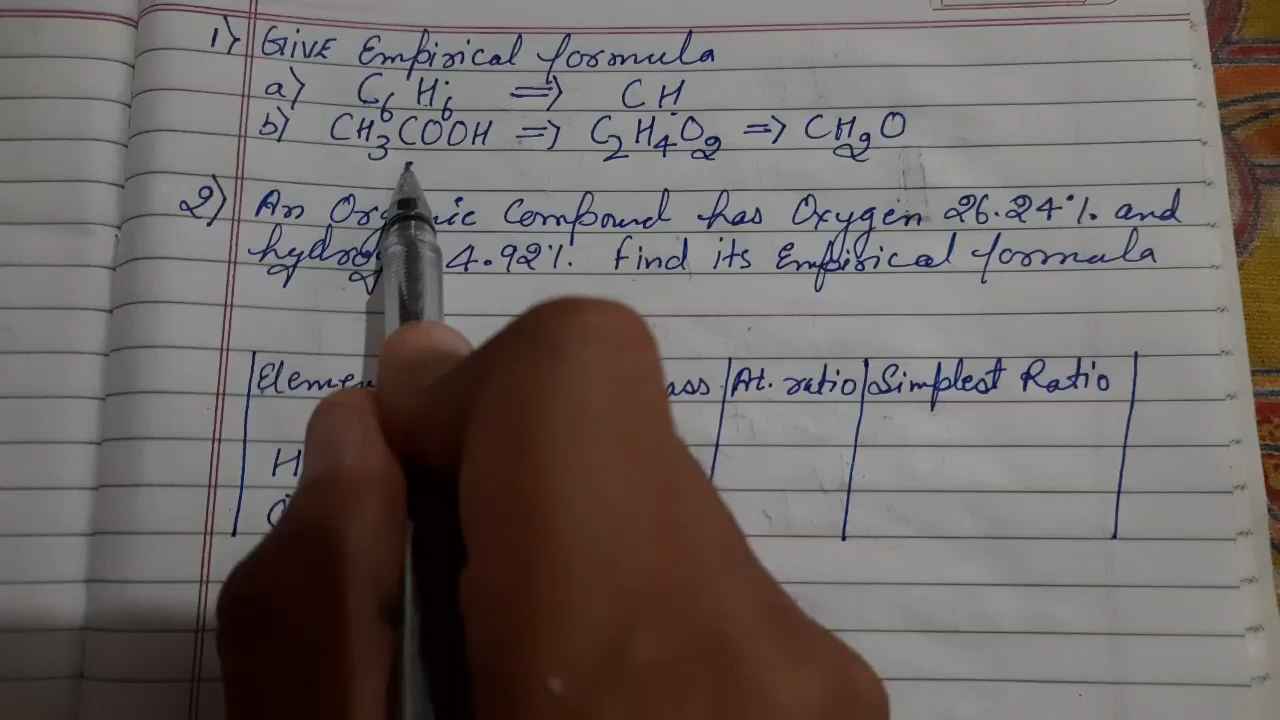 1) Give Empirical formula
a) C6H6 => CH
b) CH3COOH => C2H4O2 => CH2O
2) An Organic Compound has Oxygen 26.24% and
4.92%. find its Empirical formula
At. ratio Simplest Ratio
H